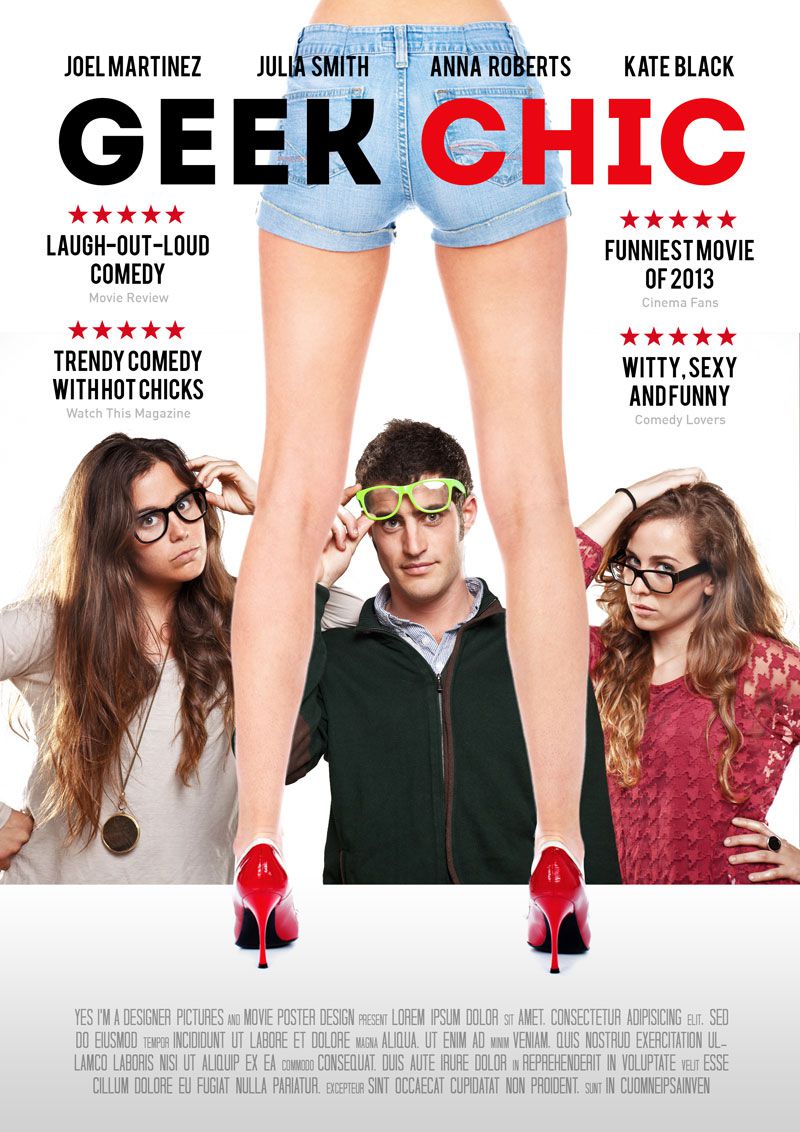 JOEL MARTINEZ JULIA SMITH ANNA ROBERTS KATE BLACK
GEEK CHIC
★★★★★
LAUGH-OUT-LOUD
COMEDY
Movie Review
★★★★★
TRENDY COMEDY
WITH HOT CHICKS
Watch This Magazine
★★★★★
FUNNIEST MOVIE
OF 2013
Cinema Fans
★★★★★
WITTY, SEXY
AND FUNNY
Comedy Lovers
YES I'M A DESIGNER PICTURES AND MOVIE POSTER DESIGN PRESENT LOREM IPSUM DOLOR SIT AMET. CONSECTETUR ADIPISICING ELIT. SED
DO EIUSMOD TEMPOR INCIDIDUNT UT LABORE ET DOLORE MAGNA ALIQUA. UT ENIM AD MINIM VENIAM. QUIS NOSTRUD EXERCITATION UL-
LAMCO LABORIS NISI UT ALIQUIP EX EA COMMODO CONSEQUAT. DUIS AUTE IRURE DOLOR IN REPREHENDERIT IN VOLUPTATE VELIT ESSE
CILLUM DOLORE EU FUGIAT NULLA PARIATUR. EXCEPTEUR SINT OCCAECAT CUPIDATAT NON PROIDENT. SUNT IN CUOMNEIPSAINVEN